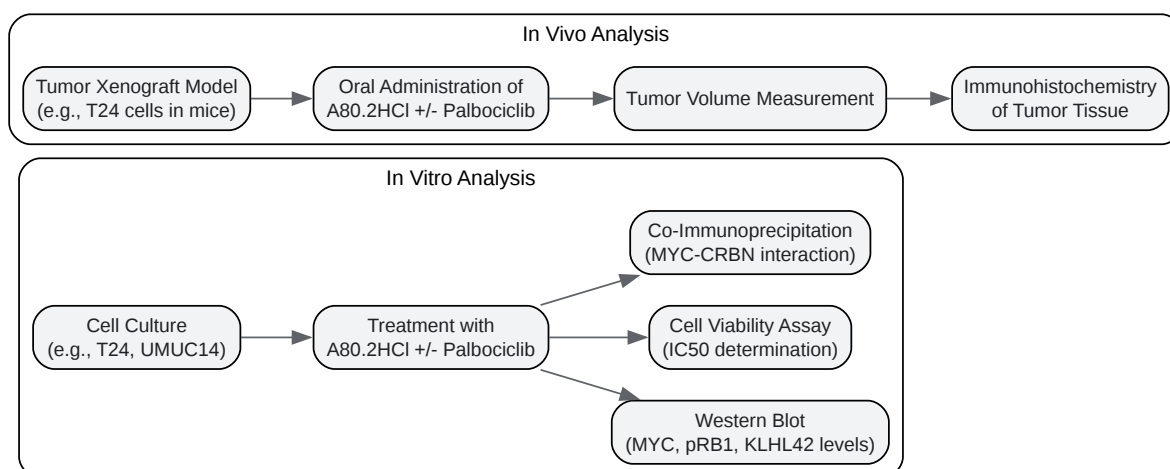 In Vivo Analysis
Tumor Xenograft Model
(e.g., T24 cells in mice)
Oral Administration of
A80.2HCl +/- Palbociclib
Tumor Volume Measurement
Immunohistochemistry
of Tumor Tissue
In Vitro Analysis
Cell Culture
(e.g., T24, UMUC14)
Treatment with
A80.2HCl +/- Palbociclib
Co-Immunoprecipitation
(MYC-CRBN interaction)
Cell Viability Assay
(IC50 determination)
Western Blot
(MYC, pRB1, KLHL42 levels)